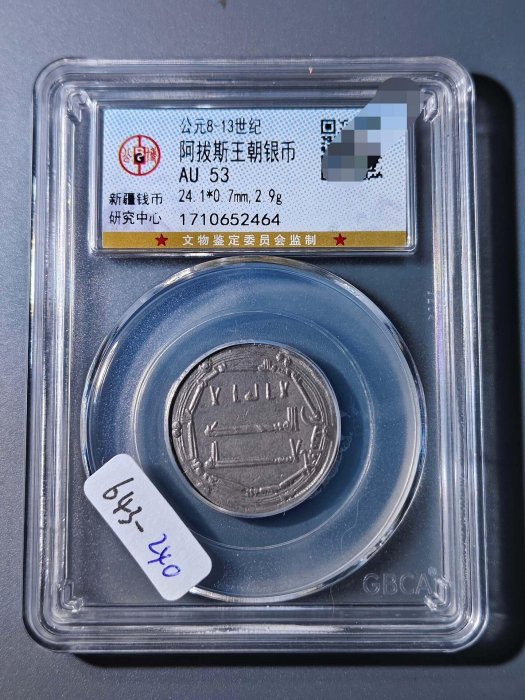 公元8-13世纪
阿拔斯王朝银币
AU 53
24.1*0.7mm,2.9g
1710652464
新疆钱币
研究中心
★ 文物鉴定委员会监制 ★
643-240
GBCA